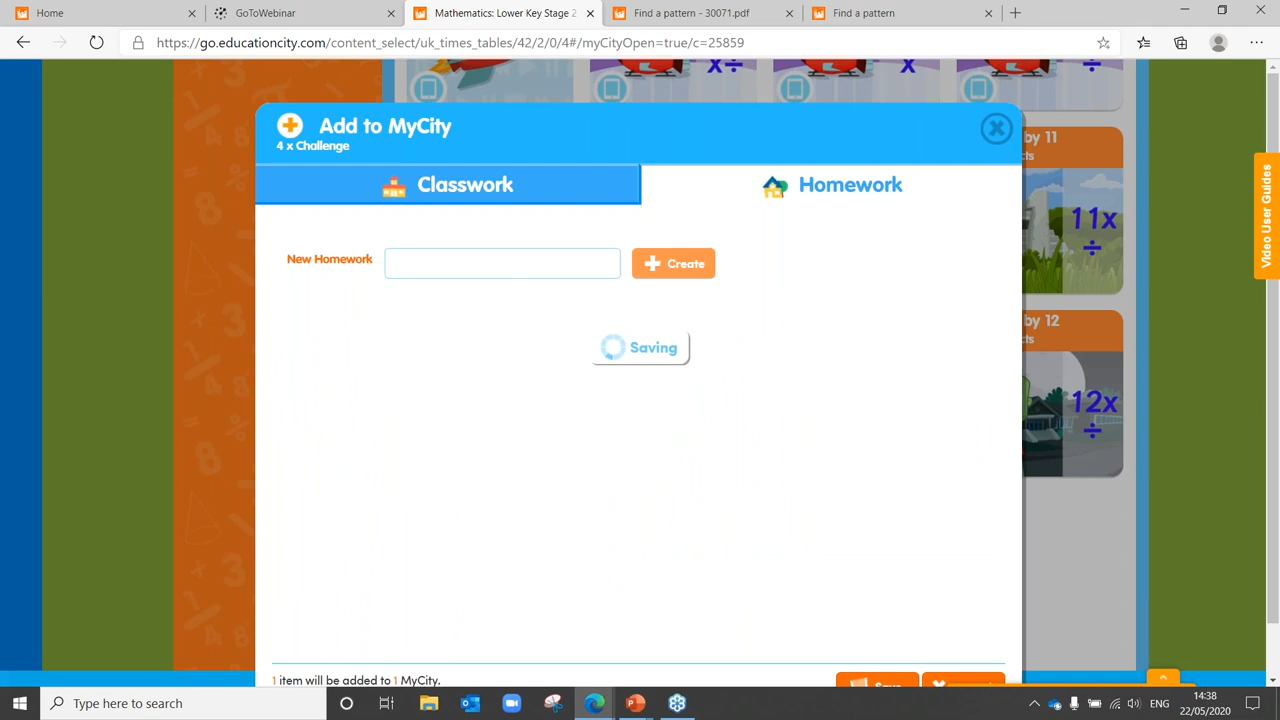 Home
GoToWebinar
Mathematics: Lower Key Stage 2
Find a pattern - 30071.pdf
Find a pattern
https://go.educationcity.com/content_select/uk_times_tables/42/2/0/4#/myCityOpen=true/c=25859
x÷ x ÷
Add to MyCity
4 x Challenge
Classwork
Homework
New Homework
Create
Saving
by 11
11x
÷
by 12
12x
÷
Video User Guides
1 item will be added to 1 MyCity.
Save
Type here to search
ENG
14:38
22/05/2020